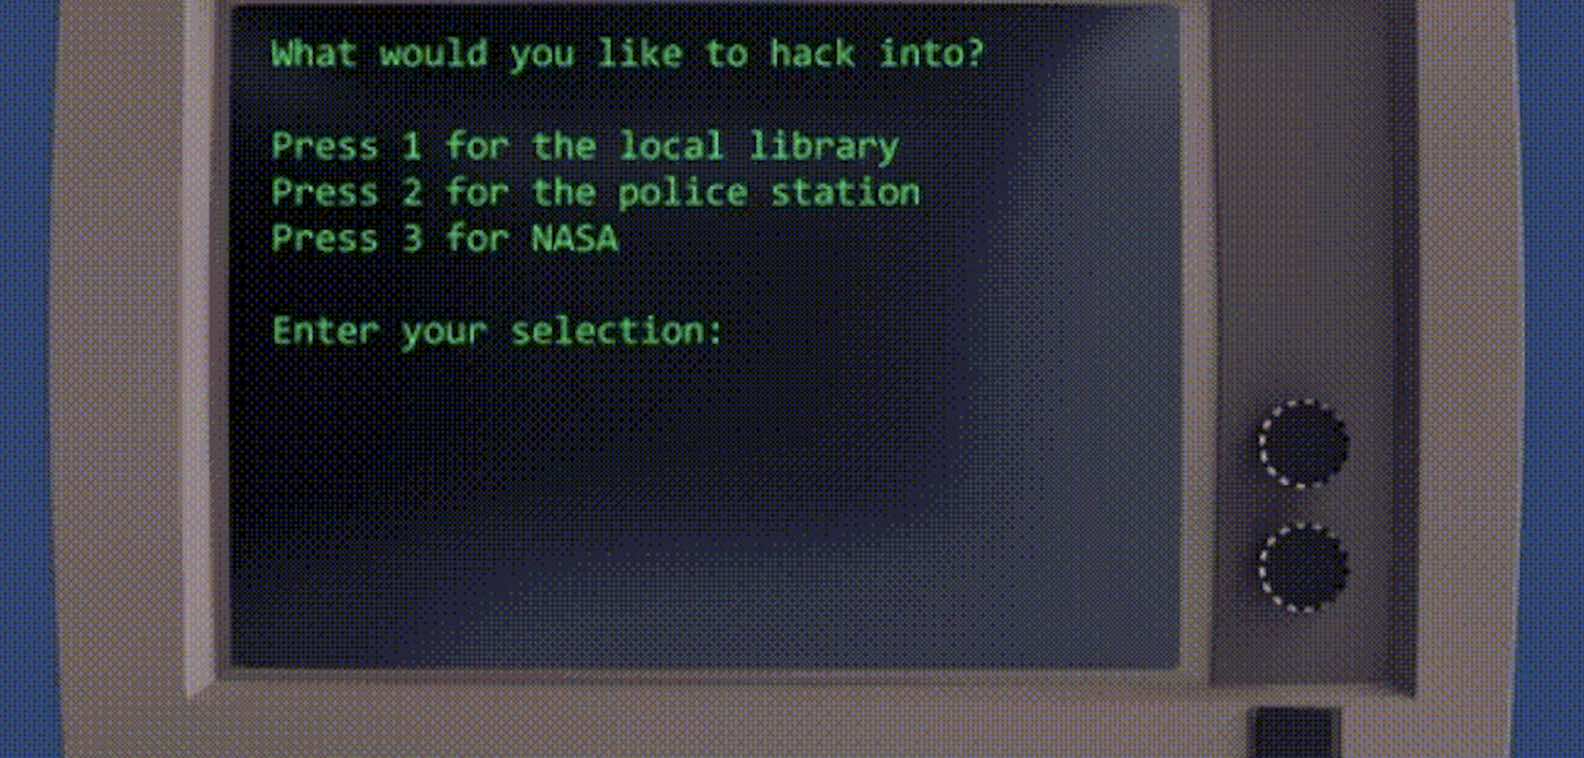 What would you like to hack into?
Press 1 for the local library
Press 2 for the police station
Press 3 for NASA
Enter your selection: